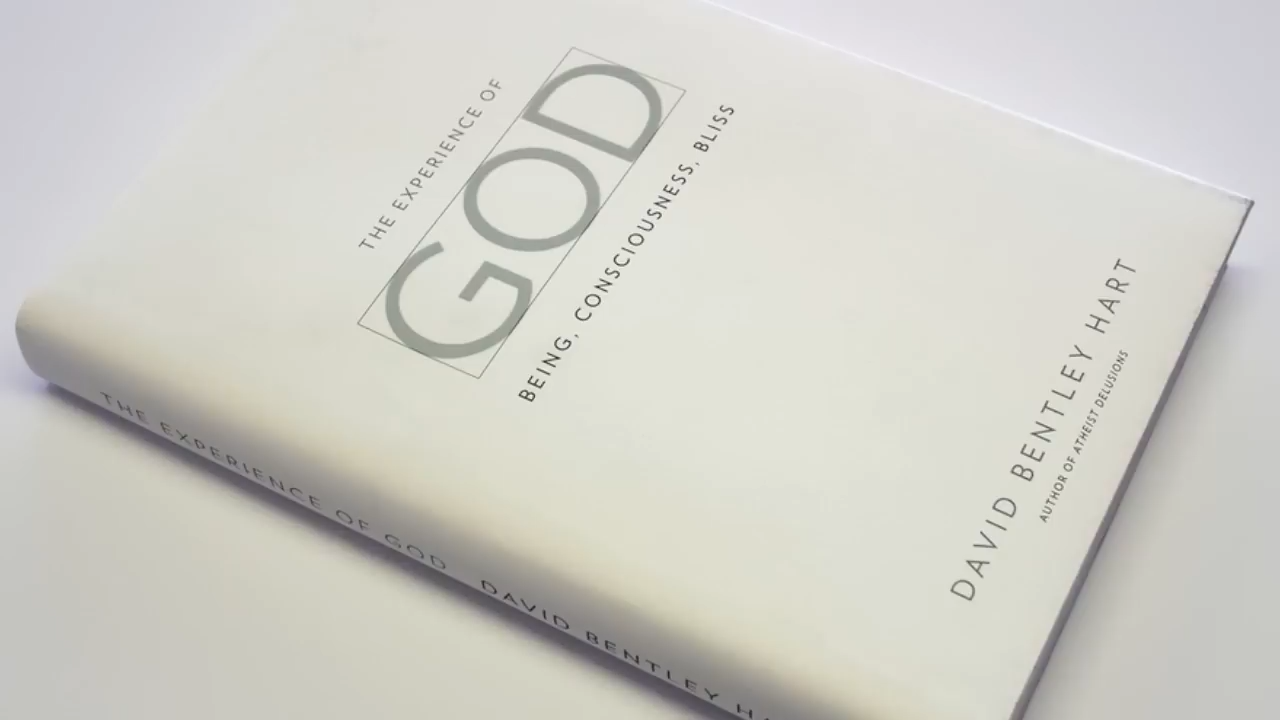 THE EXPERIENCE OF
GOD
BEING, CONSCIOUSNESS, BLISS
DAVID BENTLEY HART
AUTHOR OF ATHEIST DELUSIONS
THE EXPERIENCE OF GOD DAVID BENTLEY